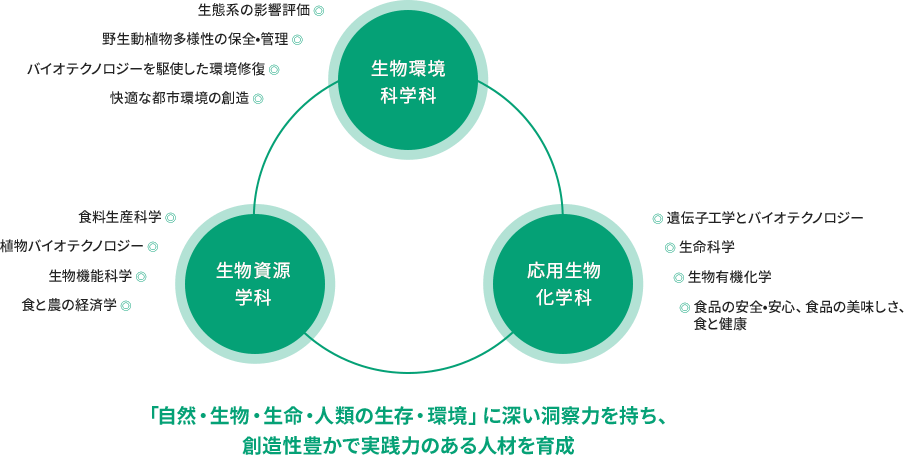 生態系の影響評価
野生動植物多様性の保全・管理
バイオテクノロジーを駆使した環境修復
快適な都市環境の創造
生物環境
科学科
食料生産科学
植物バイオテクノロジー
生物機能科学
食と農の経済学
生物資源
学科
応用生物
化学科
遺伝子工学とバイオテクノロジー
生命科学
生物有機化学
食品の安全・安心、食品の美味しさ、
食と健康
「自然・生物・生命・人類の生存・環境」に深い洞察力を持ち、
創造性豊かで実践力のある人材を育成